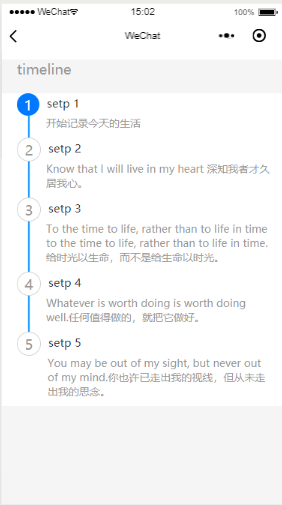 ●●●●● WeChat 15:02 100%
WeChat
timeline
1 setp 1
开始记录今天的生活
2 setp 2
Know that I will live in my heart 深知我者才久
居我心。
3 setp 3
To the time to life, rather than to life in time
to the time to life, rather than to life in time.
给时光以生命，而不是给生命以时光。
4 setp 4
Whatever is worth doing is worth doing
well.任何值得做的，就把它做好。
5 setp 5
You may be out of my sight, but never out
of my mind.你也许已走出我的视线，但从未走
出我的思念。